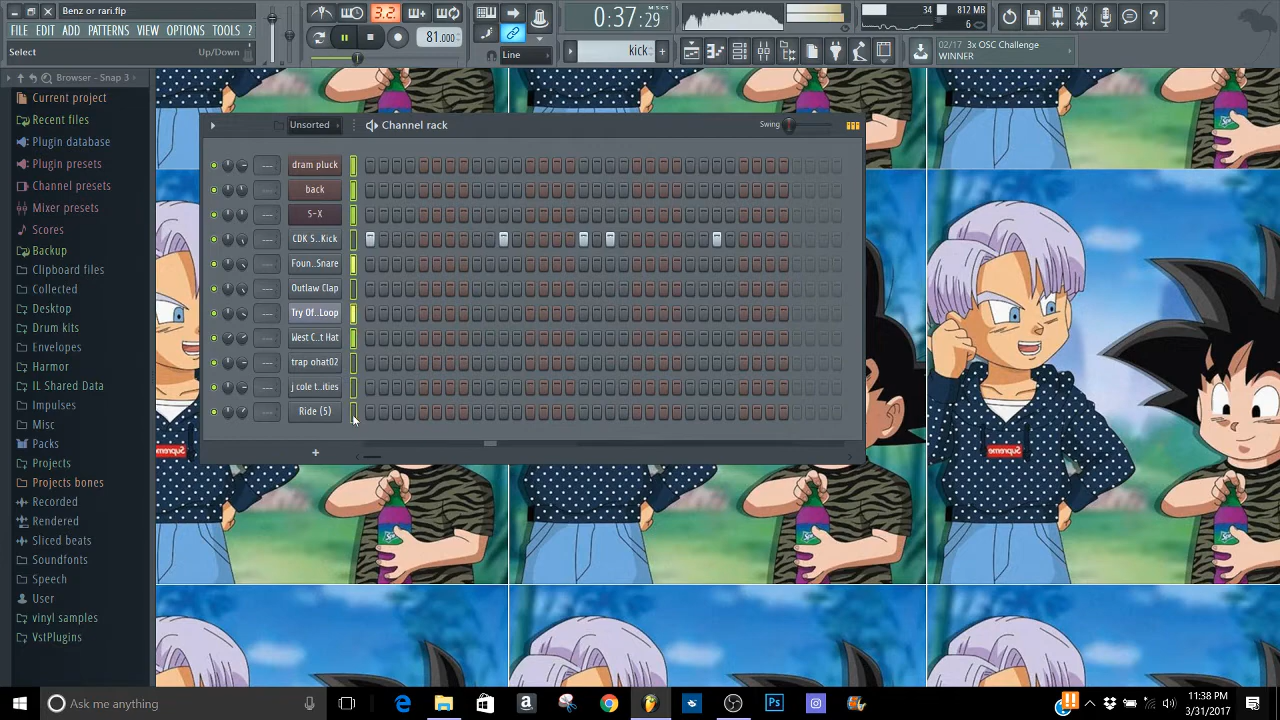 Benz or rari.flp
FILE EDIT ADD PATTERNS VIEW OPTIONS TOOLS ?
Select Up/Down
3.2
81.000
0:37:29
M:S:CS
34
812 MB
6
Line
kick
02/17 3x OSC Challenge
WINNER
Browser - Snap 3
Current project
Recent files
Plugin database
Plugin presets
Channel presets
Mixer presets
Scores
Backup
Clipboard files
Collected
Desktop
Drum kits
Envelopes
Harmor
IL Shared Data
Impulses
Misc
Packs
Projects
Projects bones
Recorded
Rendered
Sliced beats
Soundfonts
Speech
User
vinyl samples
VstPlugins
Unsorted
Channel rack
Swing
dram pluck
back
S-X
CDK S..Kick
Foun..Snare
Outlaw Clap
Try Of..Loop
West C..t Hat
trap ohat02
j cole t..ities
Ride (5)
+
Ask me anything
11:38 PM
3/31/2017